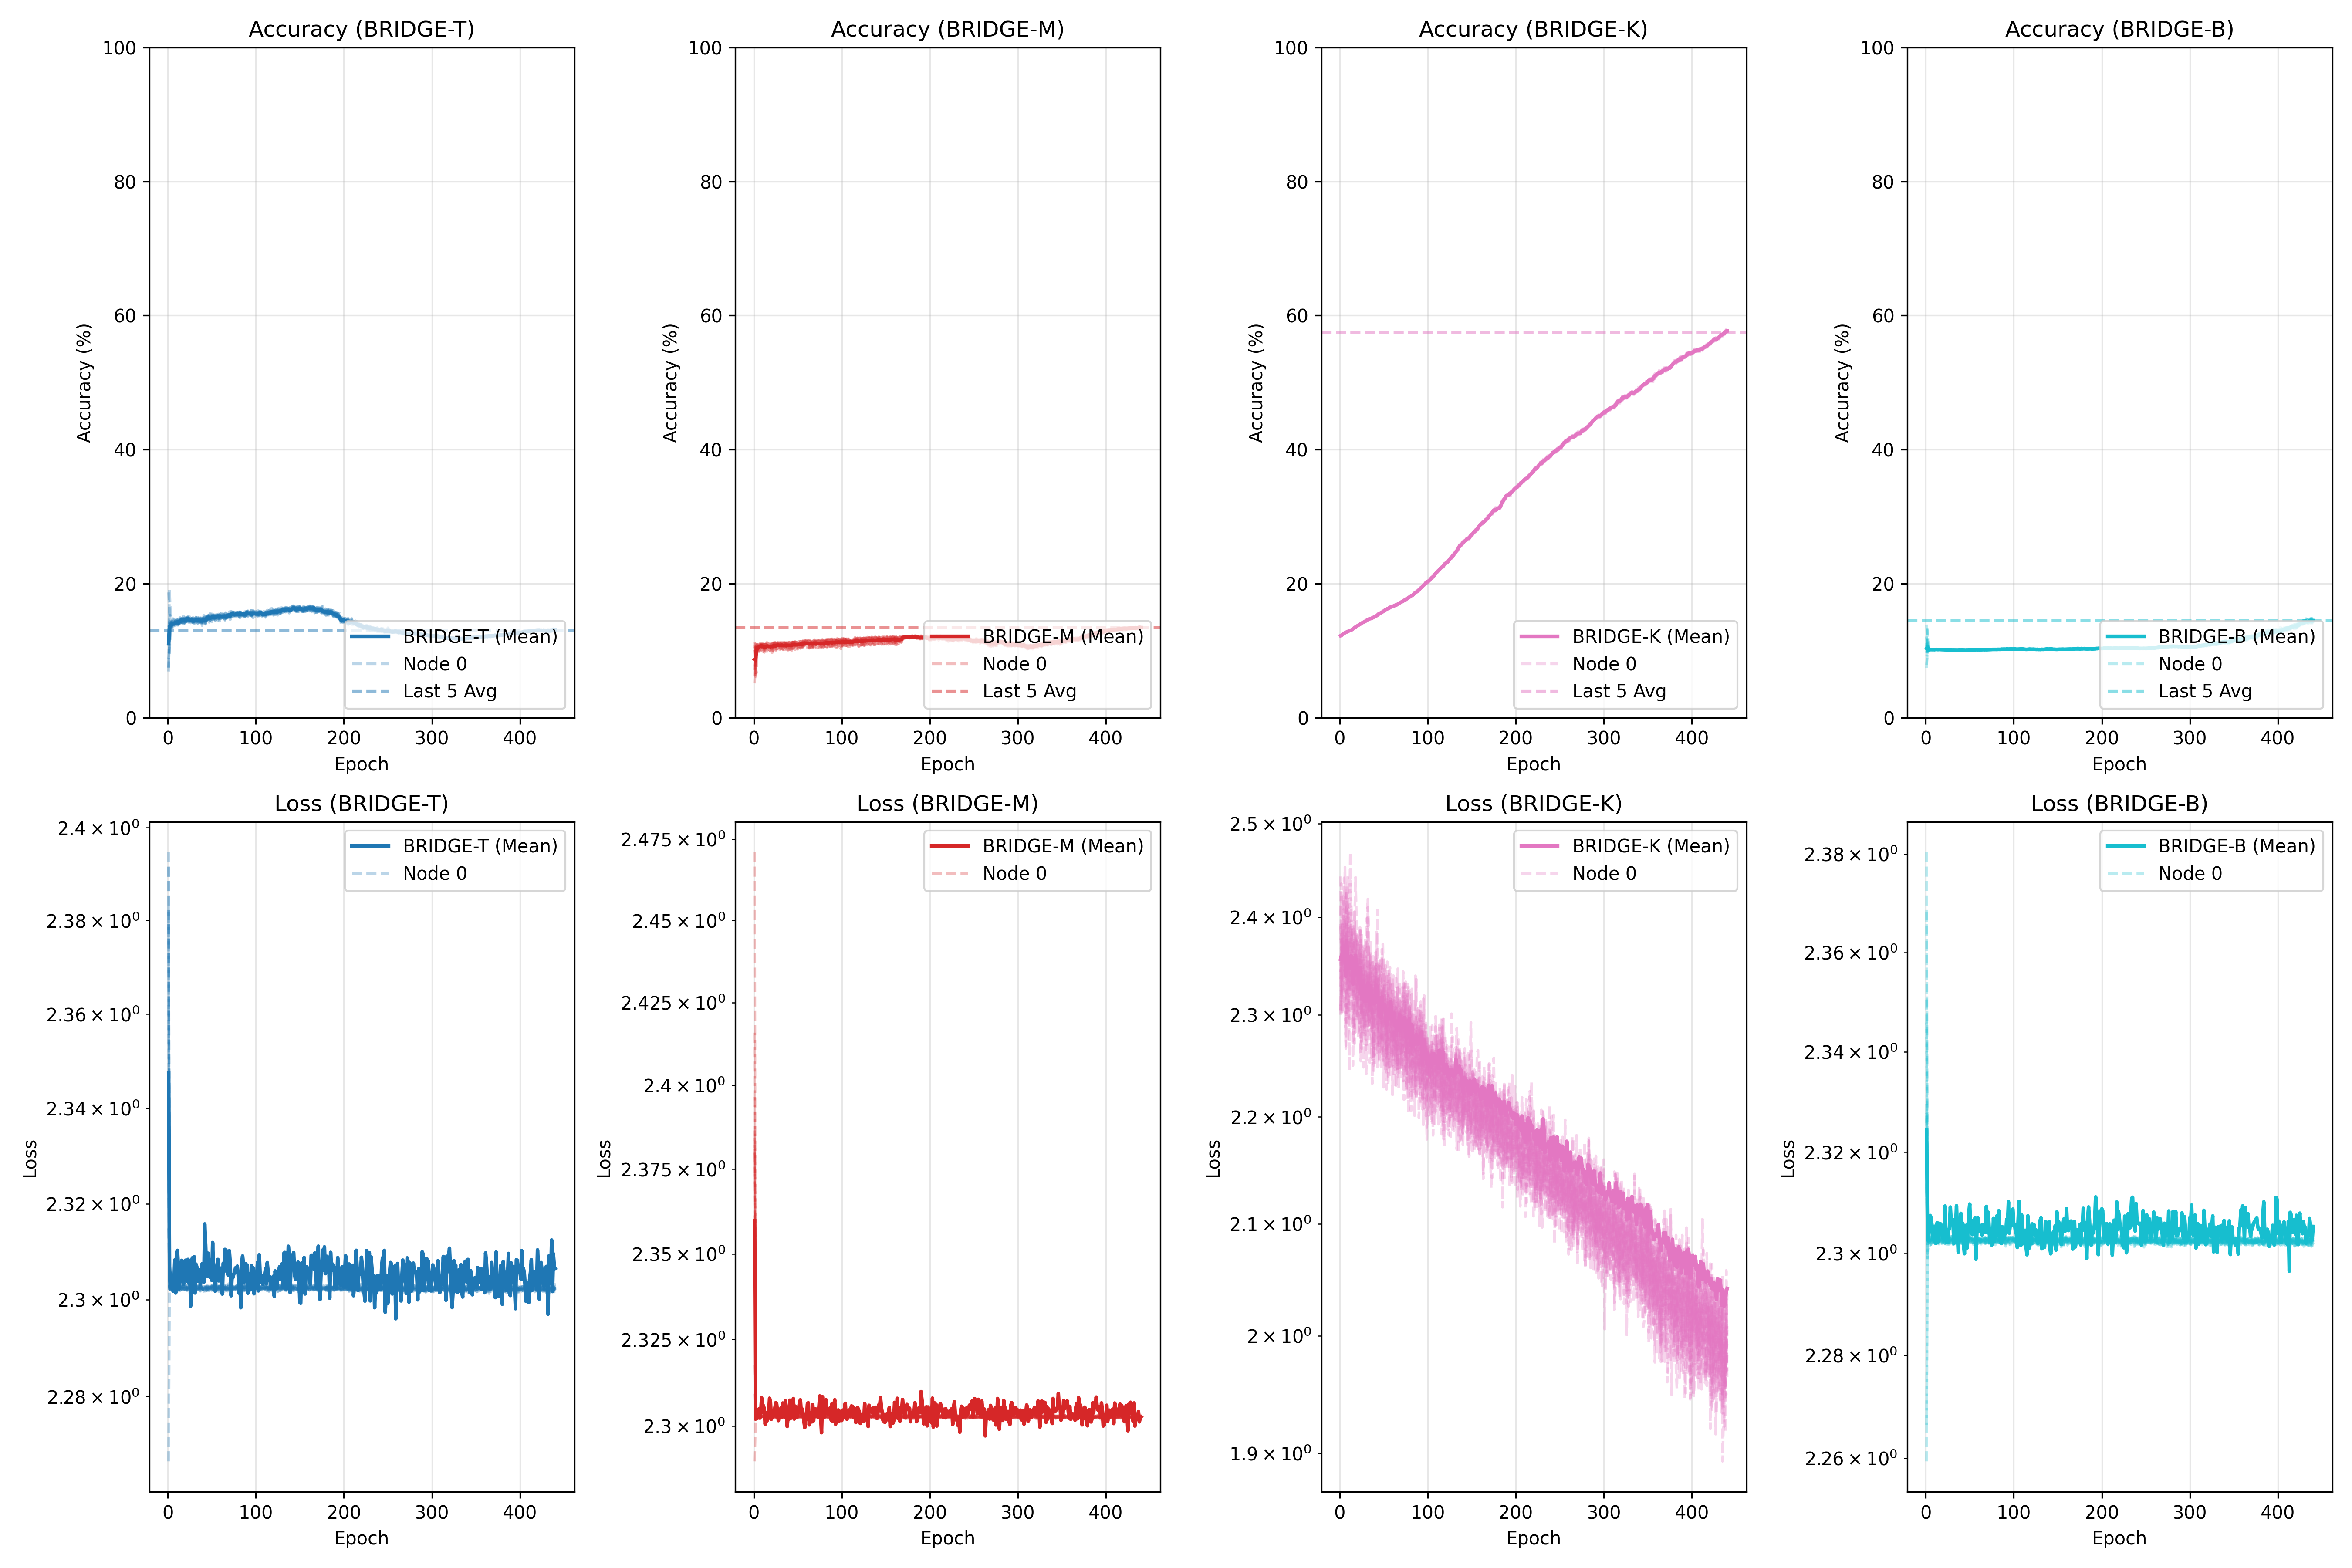 Accuracy (BRIDGE-T)
Accuracy (%)
100
80
60
40
20
0
BRIDGE-T (Mean)
Node 0
Last 5 Avg
0 100 200 300 400
Epoch
Accuracy (BRIDGE-M)
Accuracy (%)
100
80
60
40
20
0
BRIDGE-M (Mean)
Node 0
Last 5 Avg
0 100 200 300 400
Epoch
Accuracy (BRIDGE-K)
Accuracy (%)
100
80
60
40
20
0
BRIDGE-K (Mean)
Node 0
Last 5 Avg
0 100 200 300 400
Epoch
Accuracy (BRIDGE-B)
Accuracy (%)
100
80
60
40
20
0
BRIDGE-B (Mean)
Node 0
Last 5 Avg
0 100 200 300 400
Epoch
Loss (BRIDGE-T)
Loss
2.4 × 10⁰
2.38 × 10⁰
2.36 × 10⁰
2.34 × 10⁰
2.32 × 10⁰
2.3 × 10⁰
2.28 × 10⁰
BRIDGE-T (Mean)
Node 0
0 100 200 300 400
Epoch
Loss (BRIDGE-M)
Loss
2.475 × 10⁰
2.45 × 10⁰
2.425 × 10⁰
2.4 × 10⁰
2.375 × 10⁰
2.35 × 10⁰
2.325 × 10⁰
2.3 × 10⁰
BRIDGE-M (Mean)
Node 0
0 100 200 300 400
Epoch
Loss (BRIDGE-K)
Loss
2.5 × 10⁰
2.4 × 10⁰
2.3 × 10⁰
2.2 × 10⁰
2.1 × 10⁰
2 × 10⁰
1.9 × 10⁰
BRIDGE-K (Mean)
Node 0
0 100 200 300 400
Epoch
Loss (BRIDGE-B)
Loss
2.38 × 10⁰
2.36 × 10⁰
2.34 × 10⁰
2.32 × 10⁰
2.3 × 10⁰
2.28 × 10⁰
2.26 × 10⁰
BRIDGE-B (Mean)
Node 0
0 100 200 300 400
Epoch